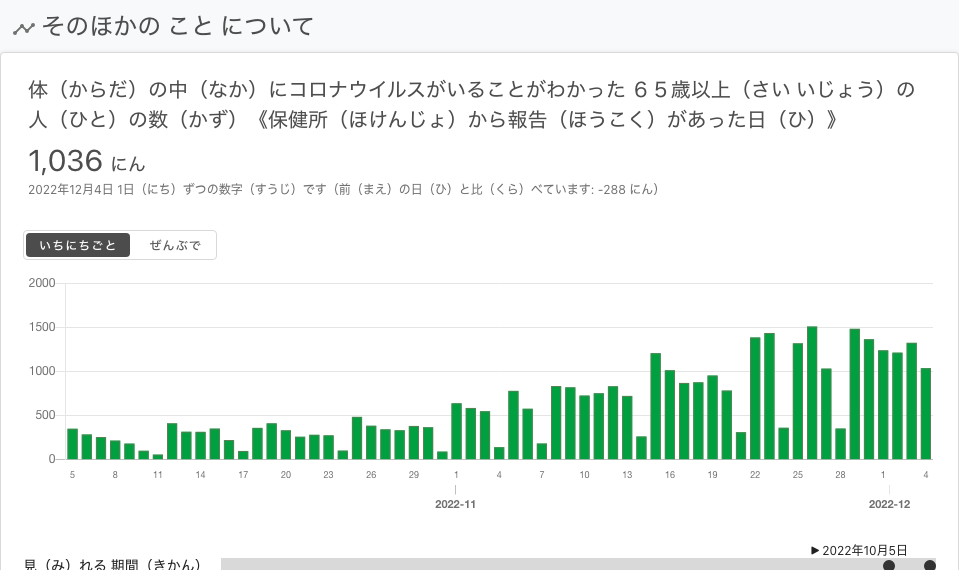 そのほかの こと について
体（からだ）の中（なか）にコロナウイルスがいることがわかった ６５歳以上（さい いじょう）の
人（ひと）の数（かず）《保健所（ほけんじょ）から報告（ほうこく）があった日（ひ）》
1,036 にん
2022年12月4日 1日（にち）ずつの数字（すうじ）です（前（まえ）の日（ひ）と比（くら）べています: -288 にん）
いちにちごと ぜんぶで
2000
1500
1000
500
0
5 8 11 14 17 20 23 26 29 1 4 7 10 13 16 19 22 25 28 1 4
2022-11 2022-12
▶ 2022年10月5日
見（み）れる 期間（きかん）